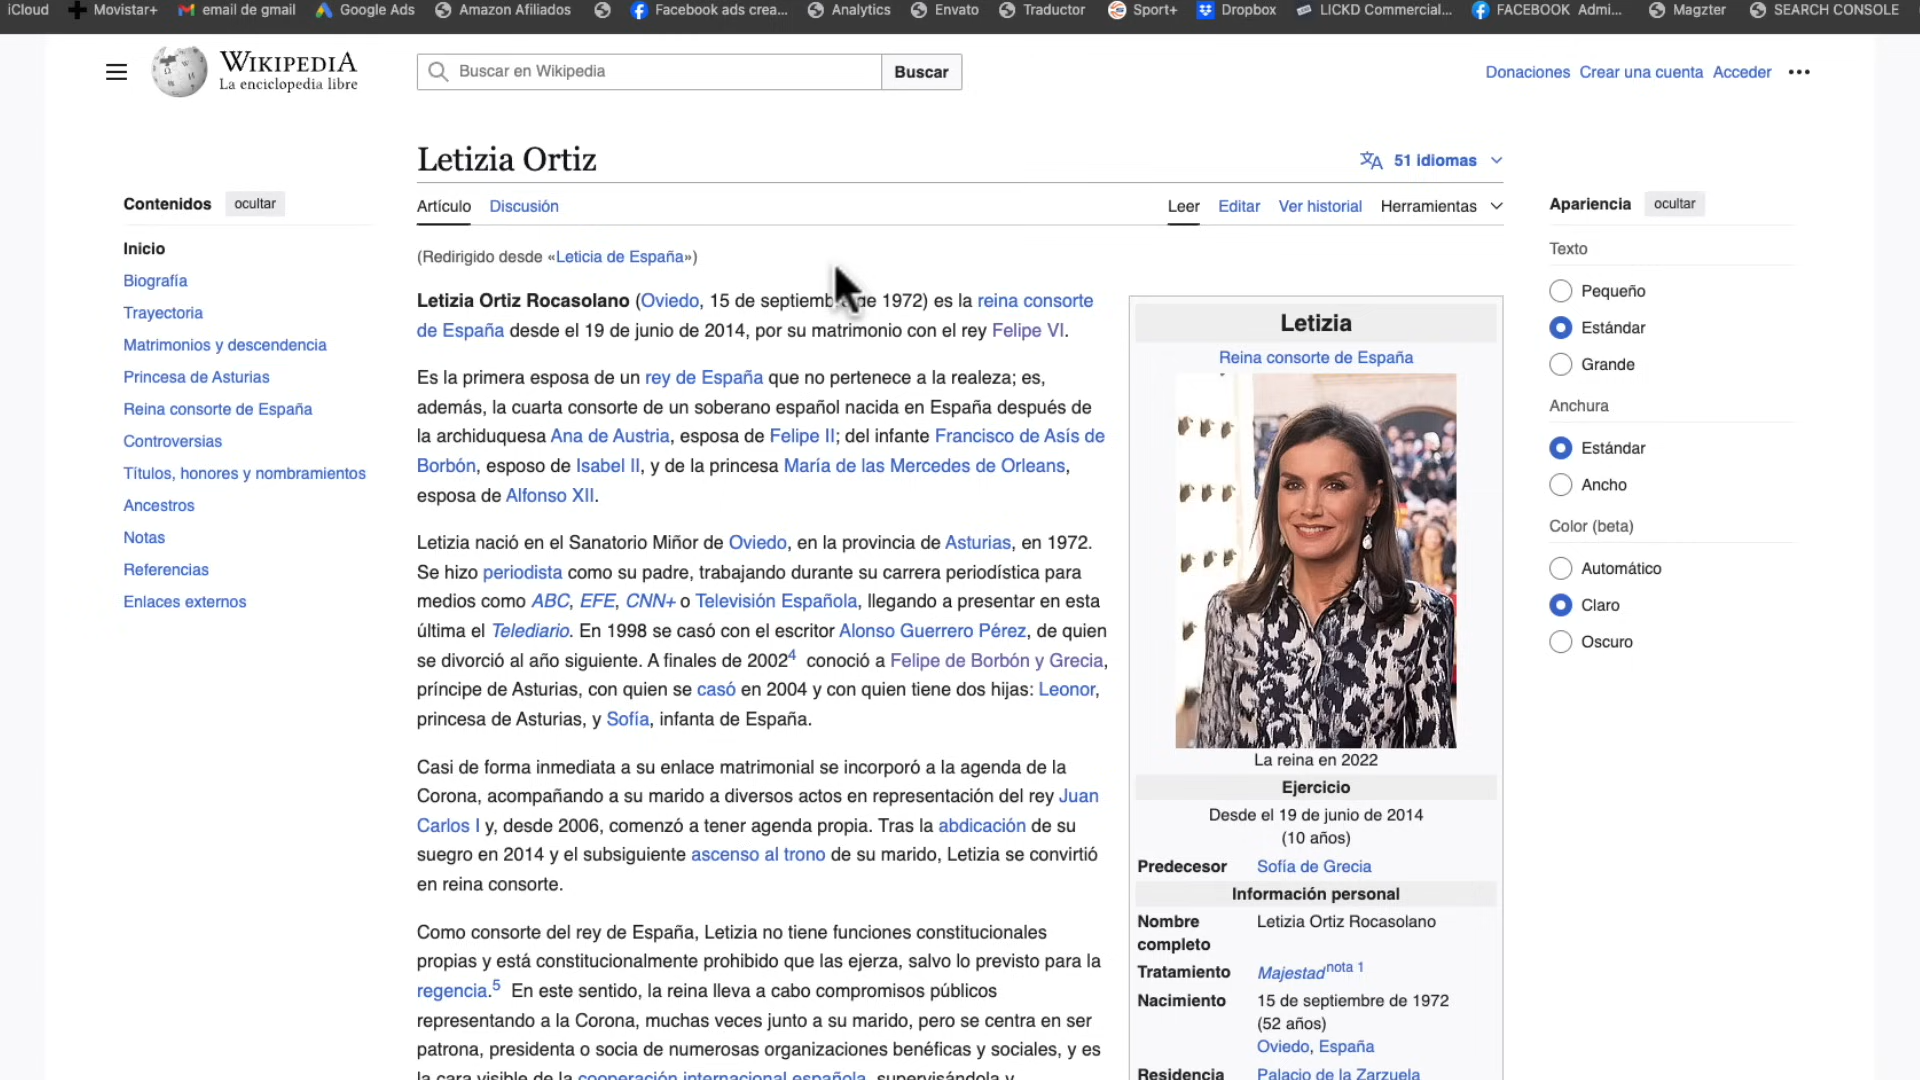 iCloud Movistar+ email de gmail Google Ads Amazon Afiliados Facebook ads crea... Analytics Envato Traductor Sport+ Dropbox LICKD Commercial... FACEBOOK Admi... Magzter SEARCH CONSOLE
WIKIPEDIA
La enciclopedia libre
Buscar en Wikipedia
Buscar
Donaciones Crear una cuenta Acceder
Letizia Ortiz
51 idiomas
Contenidos ocultar
Inicio
Biografía
Trayectoria
Matrimonios y descendencia
Princesa de Asturias
Reina consorte de España
Controversias
Títulos, honores y nombramientos
Ancestros
Notas
Referencias
Enlaces externos
Artículo Discusión
Leer Editar Ver historial Herramientas
(Redirigido desde «Leticia de España»)
Letizia Ortiz Rocasolano (Oviedo, 15 de septiembre de 1972) es la reina consorte
de España desde el 19 de junio de 2014, por su matrimonio con el rey Felipe VI.
Es la primera esposa de un rey de España que no pertenece a la realeza; es,
además, la cuarta consorte de un soberano español nacida en España después de
la archiduquesa Ana de Austria, esposa de Felipe II; del infante Francisco de Asís de
Borbón, esposo de Isabel II, y de la princesa María de las Mercedes de Orleans,
esposa de Alfonso XII.
Letizia nació en el Sanatorio Miñor de Oviedo, en la provincia de Asturias, en 1972.
Se hizo periodista como su padre, trabajando durante su carrera periodística para
medios como ABC, EFE, CNN+ o Televisión Española, llegando a presentar en esta
última el Telediario. En 1998 se casó con el escritor Alonso Guerrero Pérez, de quien
se divorció al año siguiente. A finales de 2002⁴ conoció a Felipe de Borbón y Grecia,
príncipe de Asturias, con quien se casó en 2004 y con quien tiene dos hijas: Leonor,
princesa de Asturias, y Sofía, infanta de España.
Casi de forma inmediata a su enlace matrimonial se incorporó a la agenda de la
Corona, acompañando a su marido a diversos actos en representación del rey Juan
Carlos I y, desde 2006, comenzó a tener agenda propia. Tras la abdicación de su
suegro en 2014 y el subsiguiente ascenso al trono de su marido, Letizia se convirtió
en reina consorte.
Como consorte del rey de España, Letizia no tiene funciones constitucionales
propias y está constitucionalmente prohibido que las ejerza, salvo lo previsto para la
regencia.⁵ En este sentido, la reina lleva a cabo compromisos públicos
representando a la Corona, muchas veces junto a su marido, pero se centra en ser
patrona, presidenta o socia de numerosas organizaciones benéficas y sociales, y es
la cara visible de la cooperación internacional española, supervisándola y
Letizia
Reina consorte de España
La reina en 2022
Ejercicio
Desde el 19 de junio de 2014
(10 años)
Predecesor Sofía de Grecia
Información personal
Nombre completo Letizia Ortiz Rocasolano
Tratamiento Majestad nota 1
Nacimiento 15 de septiembre de 1972
(52 años)
Oviedo, España
Residencia Palacio de la Zarzuela
Apariencia ocultar
Texto
Pequeño
Estándar
Grande
Anchura
Estándar
Ancho
Color (beta)
Automático
Claro
Oscuro